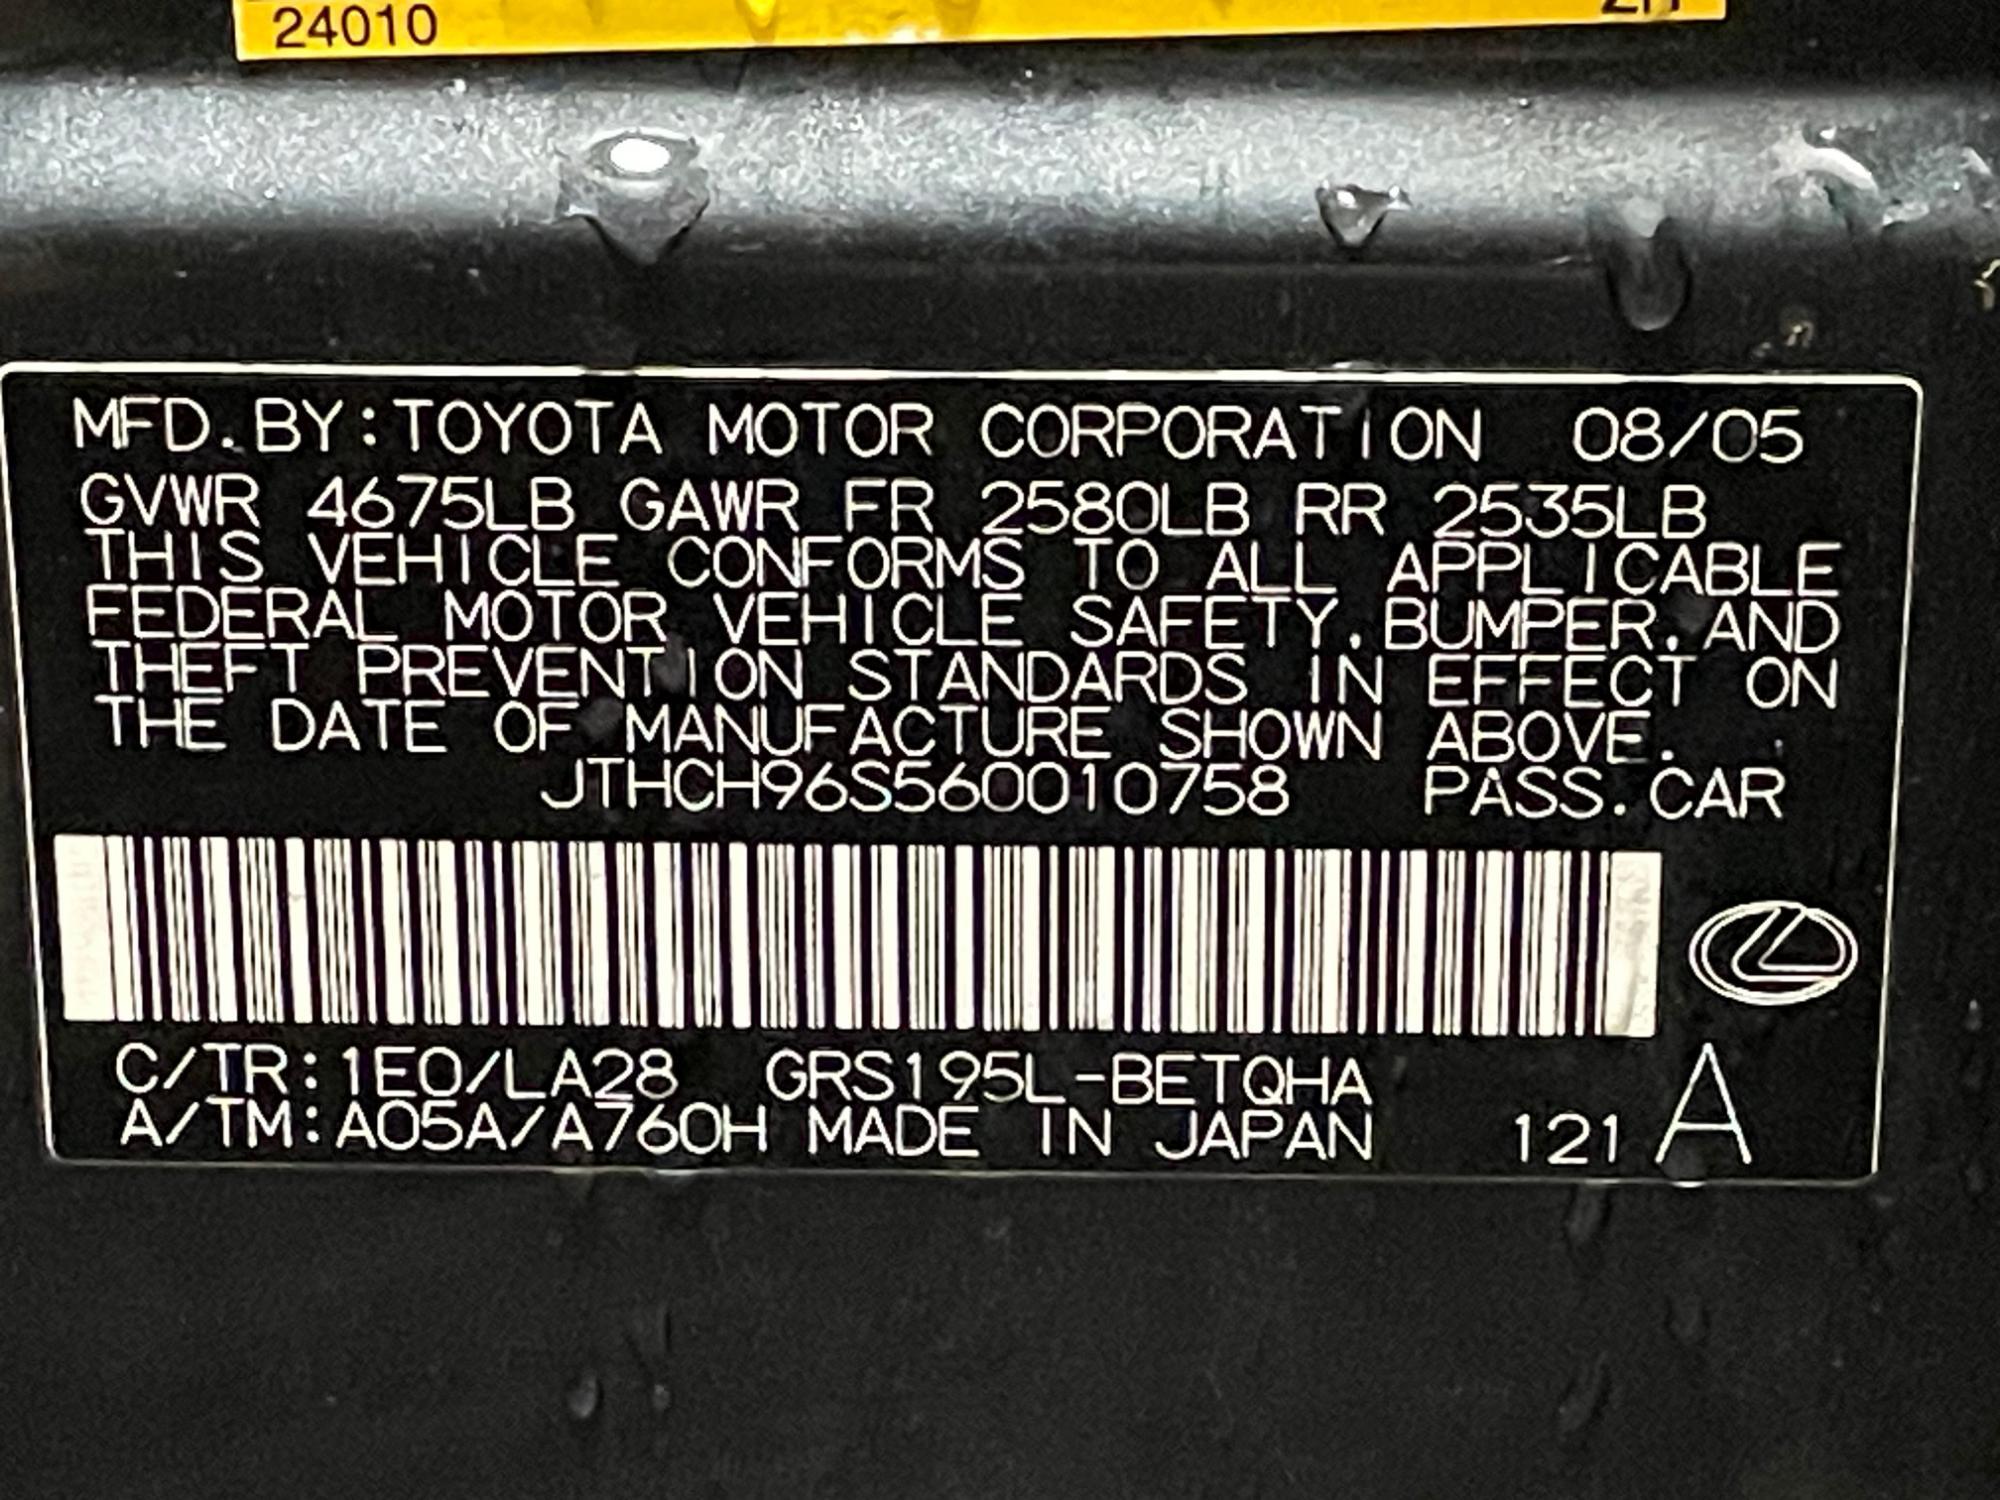 24010
MFD.BY:TOYOTA MOTOR CORPORATION 08/05
GVWR 4675LB GAWR FR 2580LB RR 2535LB
THIS VEHICLE CONFORMS TO ALL APPLICABLE
FEDERAL MOTOR VEHICLE SAFETY,BUMPER,AND
THEFT PREVENTION STANDARDS IN EFFECT ON
THE DATE OF MANUFACTURE SHOWN ABOVE.
JTHCH96S560010758 PASS.CAR
C/TR:1E0/LA28 GRS195L-BETQHA
A/TM:A05A/A760H MADE IN JAPAN 121 A